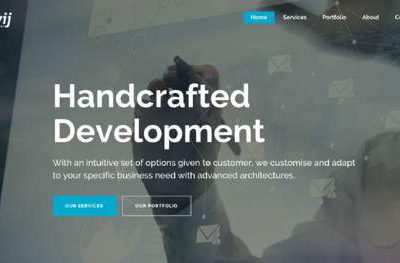 Home Services Portfolio About
Handcrafted
Development
With an intuitive set of options given to customer, we customise and adapt
to your specific business need with advanced architectures.
OUR SERVICES OUR PORTFOLIO